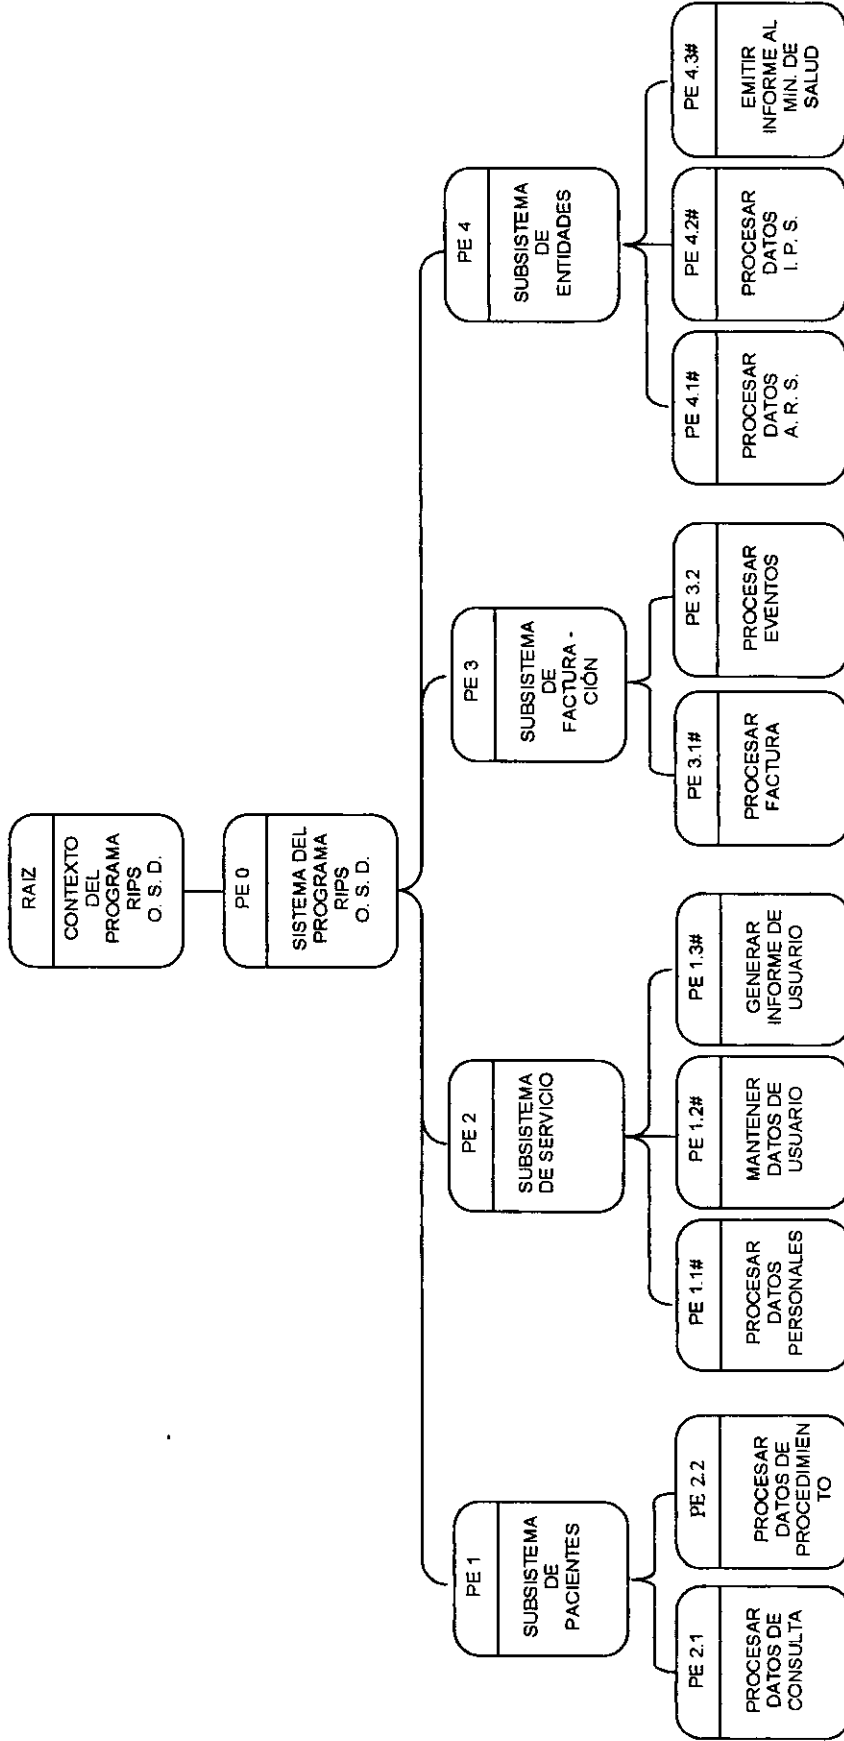 RAIZ
CONTEXTO
DEL
PROGRAMA
RIPS
O. S. D.
PE 0
SISTEMA DEL
PROGRAMA
RIPS
O. S. D.
PE 1
SUBSISTEMA
DE
PACIENTES
PE 2
SUBSISTEMA
DE SERVICIO
PE 3
SUBSISTEMA
DE
FACTURA -
CIÓN
PE 4
SUBSISTEMA
DE
ENTIDADES
PE 2.1
PROCESAR
DATOS DE
CONSULTA
PE 2.2
PROCESAR
DATOS DE
PROCEDIMIEN
TO
PE 1.1#
PROCESAR
DATOS
PERSONALES
PE 1.2#
MANTENER
DATOS DE
USUARIO
PE 1.3#
GENERAR
INFORME DE
USUARIO
PE 3.1#
PROCESAR
FACTURA
PE 3.2
PROCESAR
EVENTOS
PE 4.1#
PROCESAR
DATOS
A. R. S.
PE 4.2#
PROCESAR
DATOS
I. P. S.
PE 4.3#
EMITIR
INFORME AL
MIN. DE
SALUD